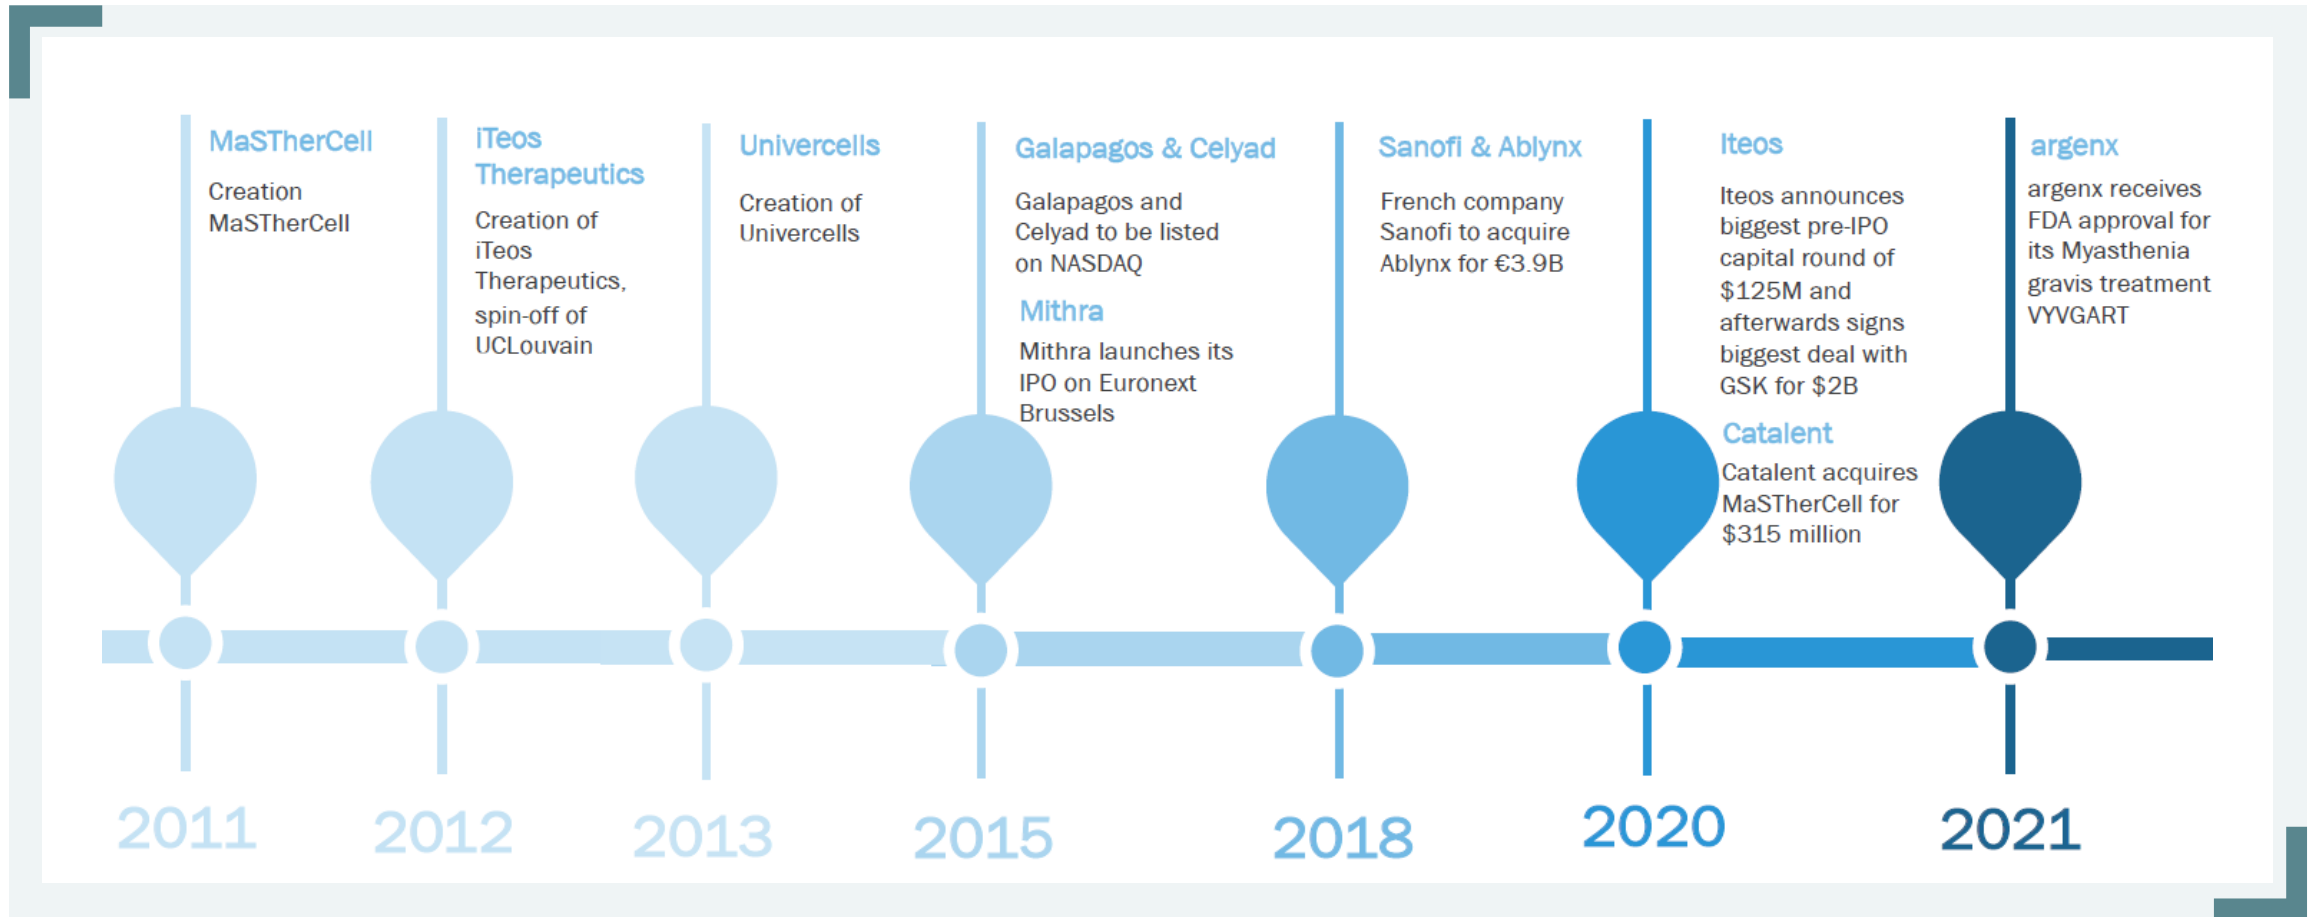 MaSTherCell
Creation
MaSTherCell
iTeos
Therapeutics
Creation of
iTeos
Therapeutics,
spin-off of
UCLouvain
Univercells
Creation of
Univercells
Galapagos & Celyad
Galapagos and
Celyad to be listed
on NASDAQ
Mithra
Mithra launches its
IPO on Euronext
Brussels
Sanofi & Ablynx
French company
Sanofi to acquire
Ablynx for €3.9B
Iteos
Iteos announces
biggest pre-IPO
capital round of
$125M and
afterwards signs
biggest deal with
GSK for $2B
Catalent
Catalent acquires
MaSTherCell for
$315 million
argenx
argenx receives
FDA approval for
its Myasthenia
gravis treatment
VYVGART
2011
2012
2013
2015
2018
2020
2021